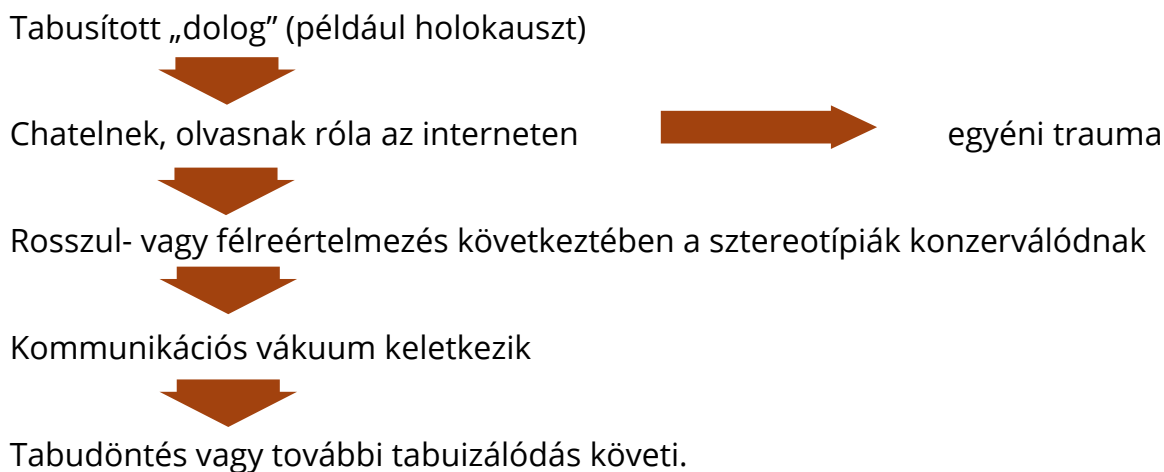 Tabusított „dolog” (például holokauszt)
Chatelnek, olvasnak róla az interneten egyéni trauma
Rosszul- vagy félreértelmezés következtében a sztereotípiák konzerválódnak
Kommunikációs vákuum keletkezik
Tabudöntés vagy további tabuizálódás követi.